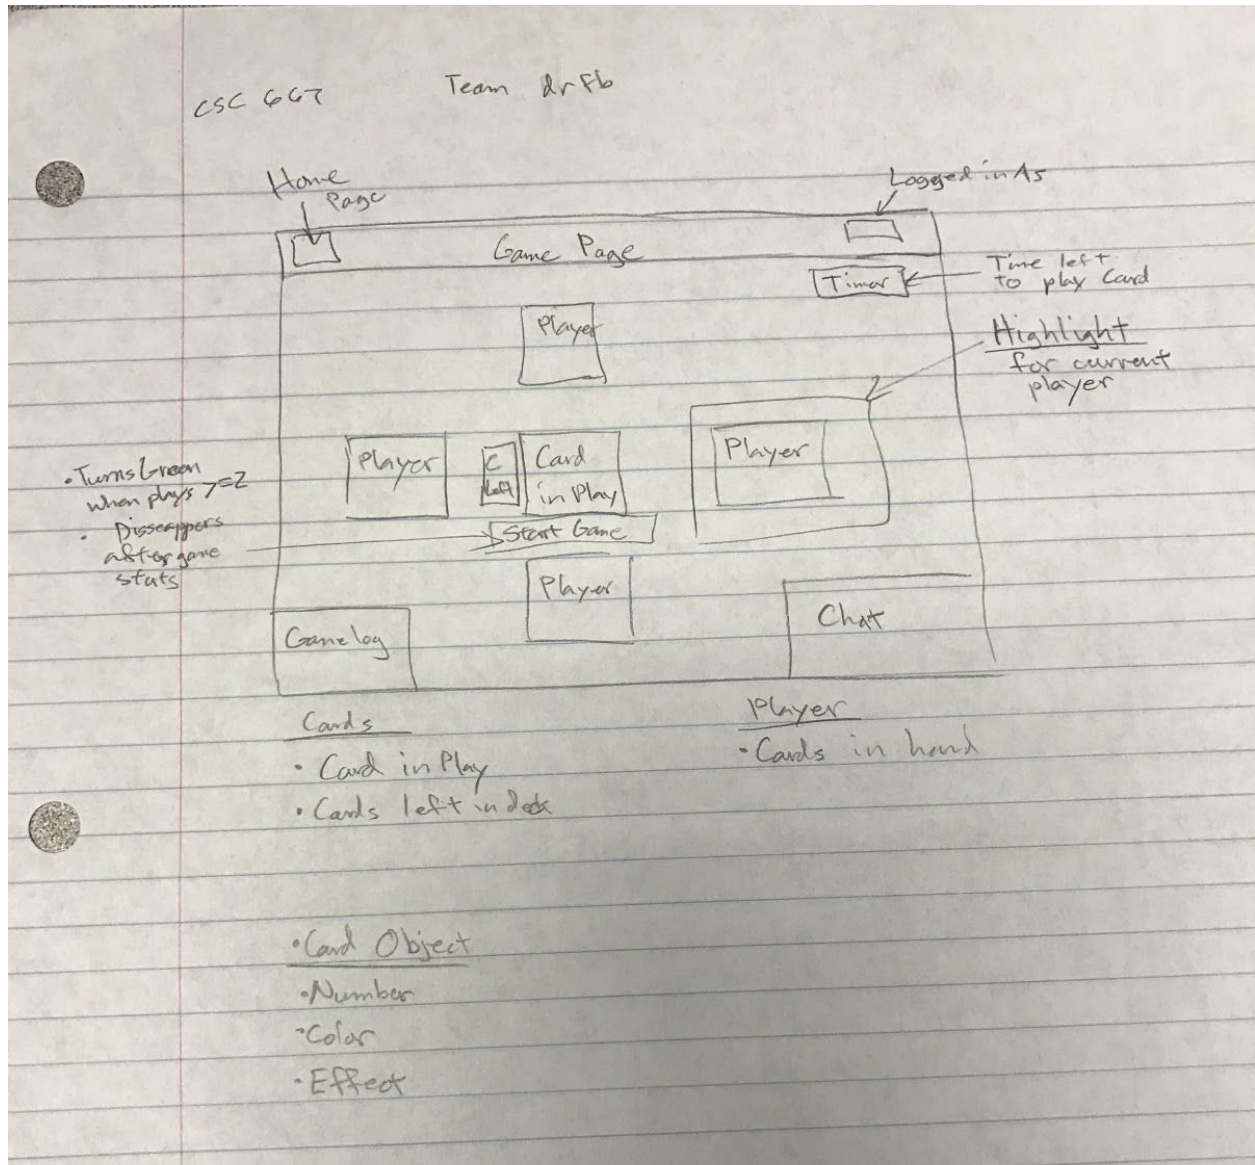 CSC 667
Team drfb
Home
Page
Logged in As
Game Page
Timer
Time left
to play Card
Player
Highlight
for current
player
Player
C
Left
Card
in Play
Player
• Turns Green
when plays >=2
• Disseappers
after game
stats
Start Game
Player
Gamelog
Chat
Cards
• Card in Play
• Cards left in deck
Player
• Cards in hand
• Card Object
• Number
• Color
• Effect